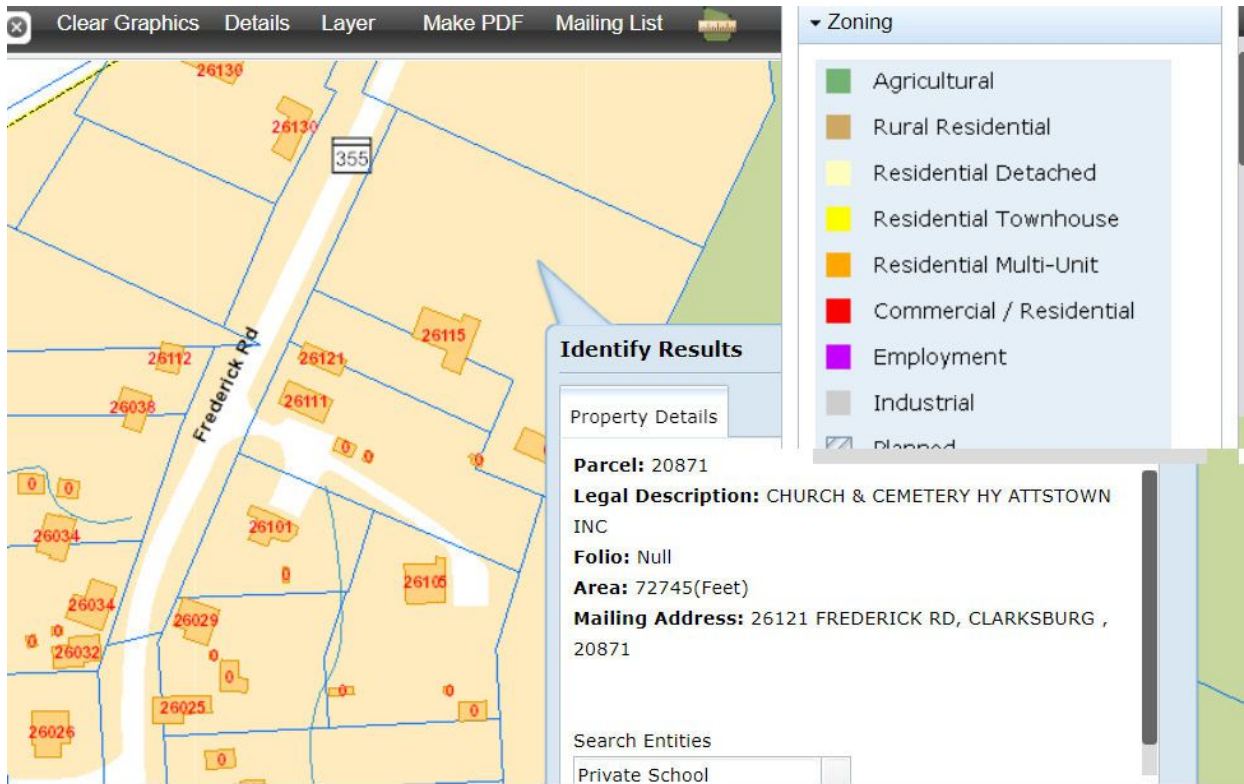 Clear Graphics Details Layer Make PDF Mailing List
Zoning
Agricultural
Rural Residential
Residential Detached
Residential Townhouse
Residential Multi-Unit
Commercial / Residential
Employment
Industrial
Planned
26130
26130
355
26115
26112
26121
Frederick Rd
26038
26111
0
0
0
0
0
26034
26101
0
26105
26034
26029
0
0
26032
0
0
0
0
0
26025
26026
0
Identify Results
Property Details
Parcel: 20871
Legal Description: CHURCH & CEMETERY HY ATTSTOWN
INC
Folio: Null
Area: 72745(Feet)
Mailing Address: 26121 FREDERICK RD, CLARKSBURG ,
20871
Search Entities
Private School